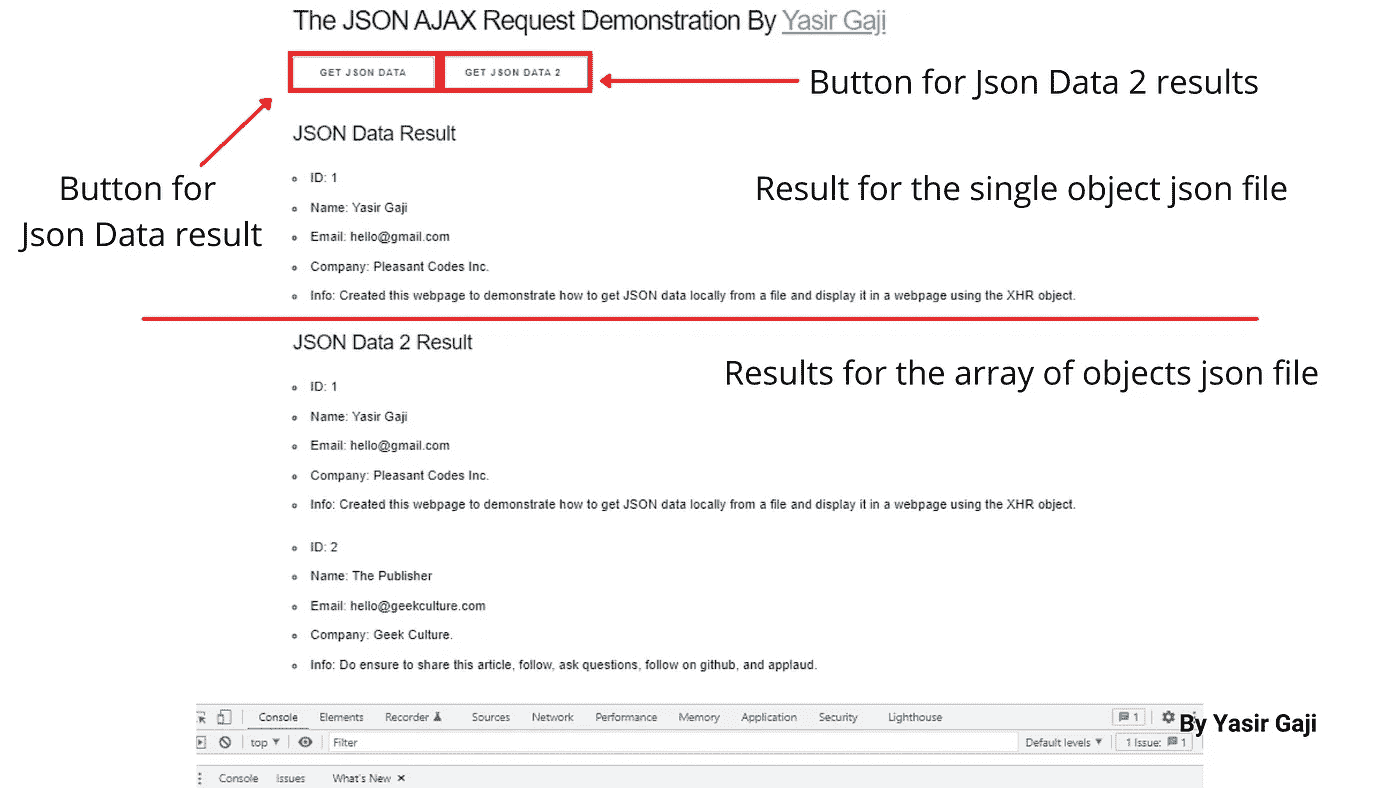 The JSON AJAX Request Demonstration By Yasir Gaji
GET JSON DATA
GET JSON DATA 2
Button for Json Data 2 results
Button for
Json Data result
JSON Data Result
Result for the single object json file
ID: 1
Name: Yasir Gaji
Email: hello@gmail.com
Company: Pleasant Codes Inc.
Info: Created this webpage to demonstrate how to get JSON data locally from a file and display it in a webpage using the XHR object.
JSON Data 2 Result
Results for the array of objects json file
ID: 1
Name: Yasir Gaji
Email: hello@gmail.com
Company: Pleasant Codes Inc.
Info: Created this webpage to demonstrate how to get JSON data locally from a file and display it in a webpage using the XHR object.
ID: 2
Name: The Publisher
Email: hello@geekculture.com
Company: Geek Culture.
Info: Do ensure to share this article, follow, ask questions, follow on github, and applaud.
Console Elements Recorder Sources Network Performance Memory Application Security Lighthouse 1
By Yasir Gaji
top Filter Default levels 1 Issue: 1
Console Issues What's New